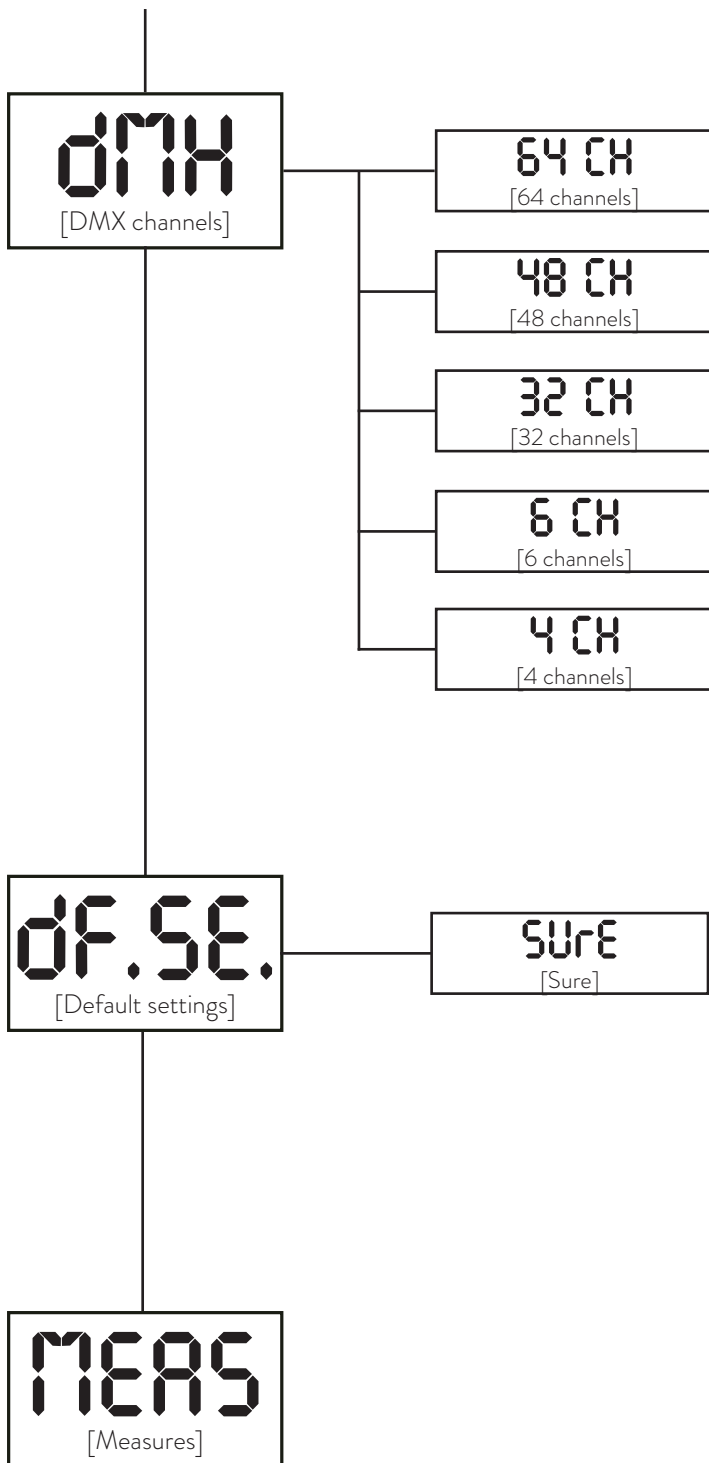 dMX
[DMX channels]
64 CH
[64 channels]
48 CH
[48 channels]
32 CH
[32 channels]
6 CH
[6 channels]
4 CH
[4 channels]
dF.SE.
[Default settings]
SUrE
[Sure]
MEAS
[Measures]